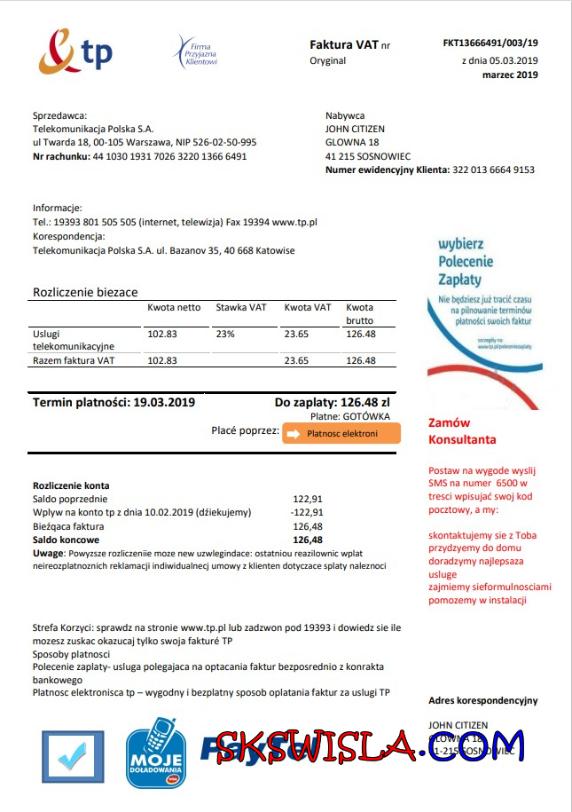 tp
Firma
Przyjazna
Klientowi
Faktura VAT nr
Oryginal
FKT13666491/003/19
z dnia 05.03.2019
marzec 2019
Sprzedawca:
Telekomunikacja Polska S.A.
ul Twarda 18, 00-105 Warszawa, NIP 526-02-50-995
Nr rachunku: 44 1030 1931 7026 3220 1366 6491
Nabywca
JOHN CITIZEN
GLOWNA 18
41 215 SOSNOWIEC
Numer ewidencyjny Klienta: 322 013 6664 9153
Informacje:
Tel.: 19393 801 505 505 (internet, telewizja) Fax 19394 www.tp.pl
Korespondencja:
Telekomunikacja Polska S.A. ul. Bazanov 35, 40 668 Katowise
wybierz
Polecenie
Zapłaty
Nie będziesz już tracić czasu
na pilnowanie terminów
płatności swoich faktur
szczegóły na
www.tp.pl/poleceniezaplaty
Rozliczenie biezace
Kwota netto Stawka VAT Kwota VAT Kwota
brutto
Uslugi 102.83 23% 23.65 126.48
telekomunikacyjne
Razem faktura VAT 102.83 23.65 126.48
Termin platności: 19.03.2019 Do zaplaty: 126.48 zl
Platne: GOTÓWKA
Placé poprzez: Platnosc elektroni
Zamów
Konsultanta
Postaw na wygode wyslij
SMS na numer 6500 w
tresci wpisujać swoj kod
pocztowy, a my:
skontaktujemy sie z Toba
przydzyemy do domu
doradzymy najlepsza
usluge
zajmiemy sieformulnosciami
pomozemy w instalacji
Rozliczenie konta
Saldo poprzednie 122,91
Wplyw na konto tp z dnia 10.02.2019 (dźiekujemy) -122,91
Bieźqaca faktura 126,48
Saldo koncowe 126,48
Uwage: Powyzsze rozliczeniie moze new uzwlegindace: ostatniou reazilownic wplat
neirozplatnoznich reklamacji indiwidualnecj umowy z klienten dotyczace splaty naleznoci
Strefa Korzyci: sprawdz na stronie www.tp.pl lub zadzwon pod 19393 i dowiedz sie ile
mozesz zuskac okazucaj tylko swoja fakturé TP
Sposoby platnosci
Polecenie zaplaty- usluga polegajaca na optacania faktur bezposrednio z konrakta
bankowego
Platnosc elektronisca tp – wygodny i bezplatny sposob oplatania faktur za uslugi TP
Adres korespondencyjny
JOHN CITIZEN
GLOWNA 18
41-215 SOSNOWIEC
MOJE
DOŁADOWANIA
SKSWISLA.COM